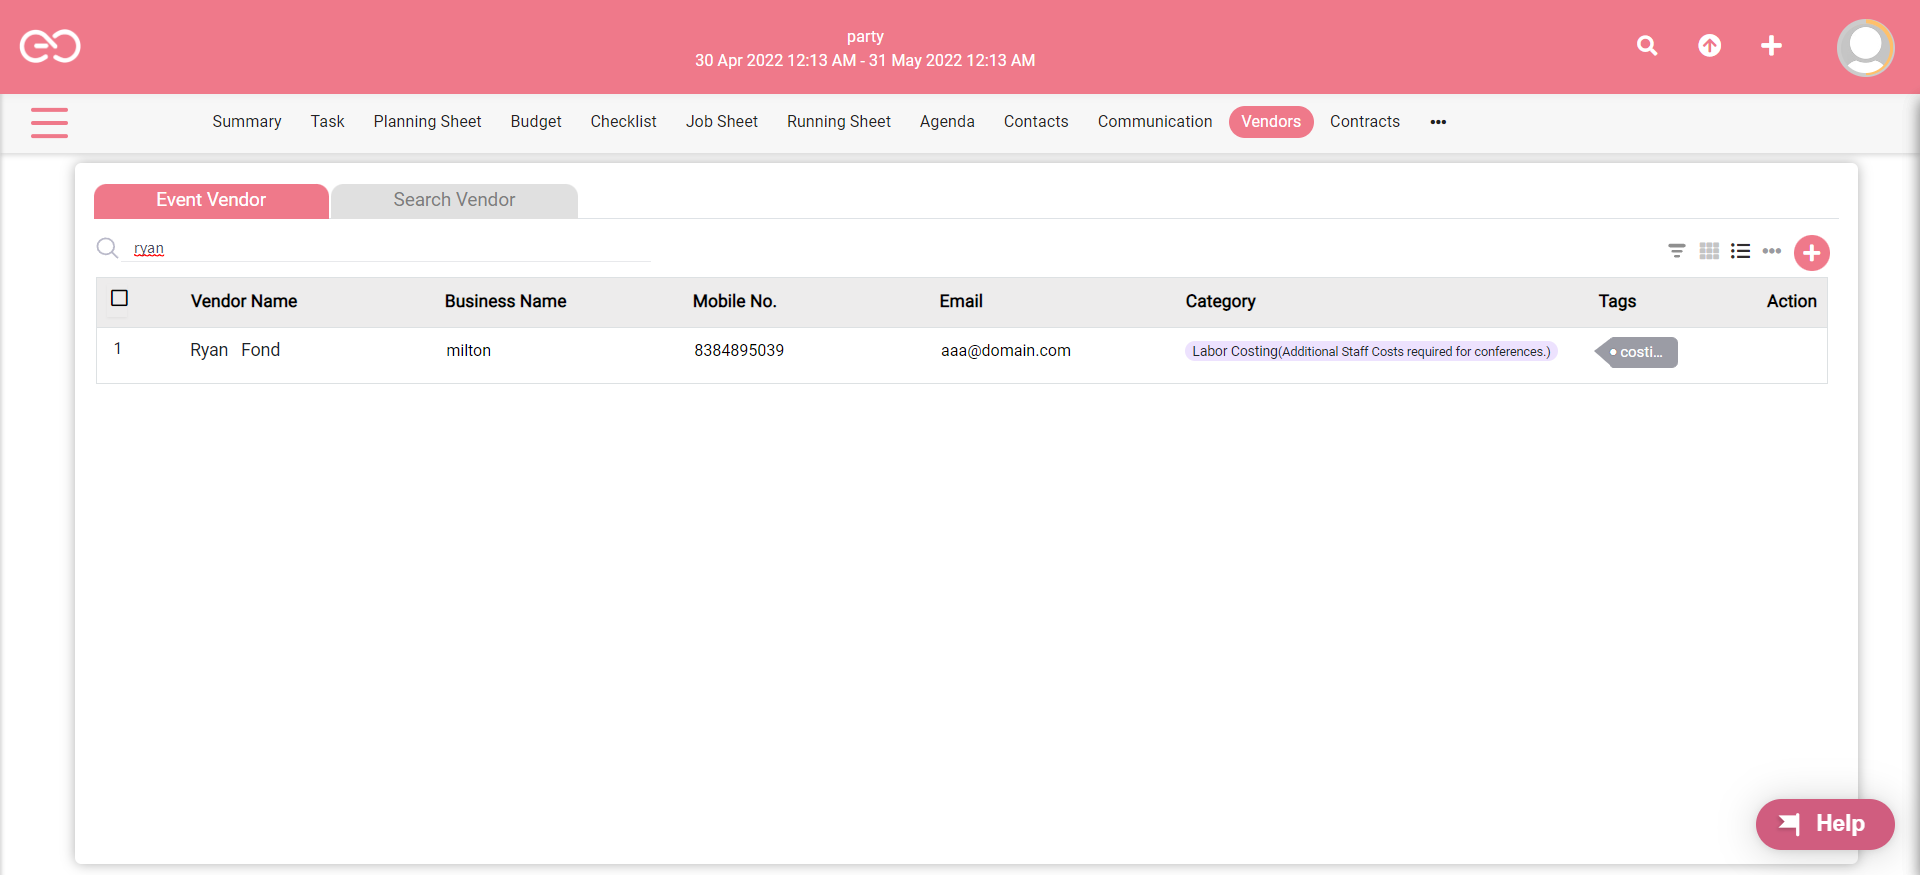 party
30 Apr 2022 12:13 AM - 31 May 2022 12:13 AM
Summary Task Planning Sheet Budget Checklist Job Sheet Running Sheet Agenda Contacts Communication Vendors Contracts
Event Vendor Search Vendor
ryan
Vendor Name Business Name Mobile No. Email Category Tags Action
1 Ryan Fond milton 8384895039 aaa@domain.com Labor Costing(Additional Staff Costs required for conferences.) costi...
Help